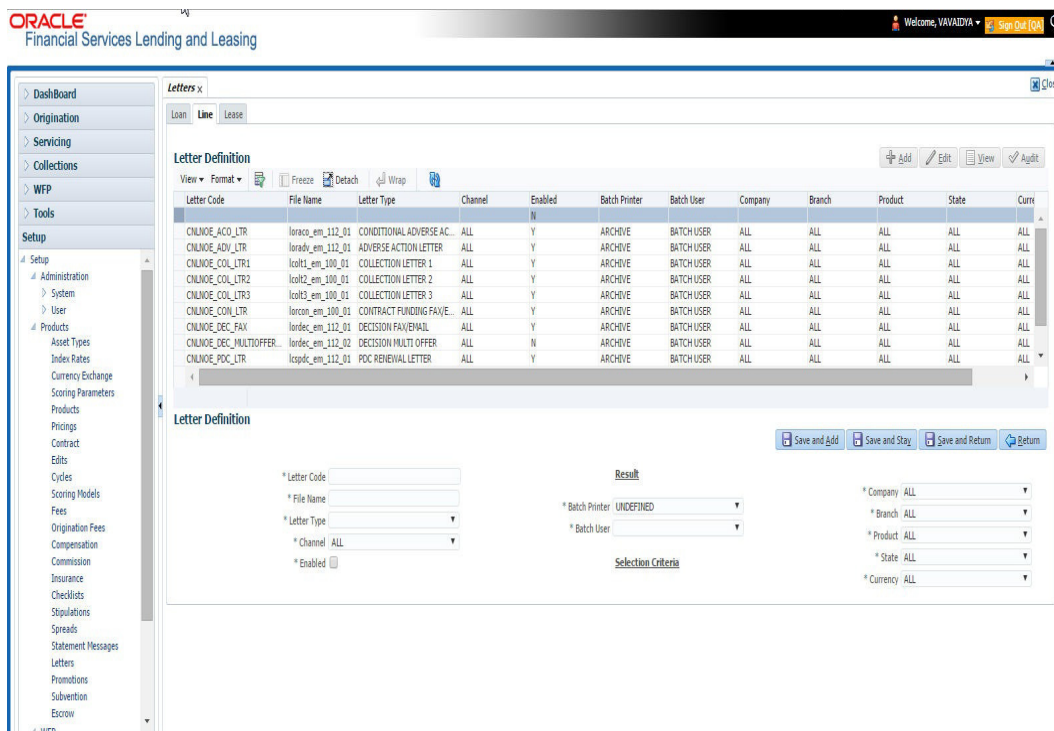 ORACLE'
Financial Services Lending and Leasing
Welcome, VAVAIDYA
Sign Out [QA]
DashBoard
Origination
Servicing
Collections
WFP
Tools
Setup
Setup
Administration
System
User
Products
Asset Types
Index Rates
Currency Exchange
Scoring Parameters
Products
Pricings
Contract
Edits
Cycles
Scoring Models
Fees
Origination Fees
Compensation
Commission
Insurance
Checklists
Stipulations
Spreads
Statement Messages
Letters
Promotions
Subvention
Escrow
WFP
Letters x
Clos
Loan Line Lease
Letter Definition
Add Edit View Audit
View Format Freeze Detach Wrap
Letter Code File Name Letter Type Channel Enabled Batch Printer Batch User Company Branch Product State Curre
N
CNLNOE_ACO_LTR loraco_em_112_01 CONDITIONAL ADVERSE AC... ALL Y ARCHIVE BATCH USER ALL ALL ALL ALL ALL
CNLNOE_ADV_LTR loradv_em_112_01 ADVERSE ACTION LETTER ALL Y ARCHIVE BATCH USER ALL ALL ALL ALL ALL
CNLNOE_COL_LTR1 lcolt1_em_100_01 COLLECTION LETTER 1 ALL Y ARCHIVE BATCH USER ALL ALL ALL ALL ALL
CNLNOE_COL_LTR2 lcolt2_em_100_01 COLLECTION LETTER 2 ALL Y ARCHIVE BATCH USER ALL ALL ALL ALL ALL
CNLNOE_COL_LTR3 lcolt3_em_100_01 COLLECTION LETTER 3 ALL Y ARCHIVE BATCH USER ALL ALL ALL ALL ALL
CNLNOE_CON_LTR lorcon_em_100_01 CONTRACT FUNDING FAX/E... ALL Y ARCHIVE BATCH USER ALL ALL ALL ALL ALL
CNLNOE_DEC_FAX lordec_em_112_01 DECISION FAX/EMAIL ALL Y ARCHIVE BATCH USER ALL ALL ALL ALL ALL
CNLNOE_DEC_MULTIOFFER... lordec_em_112_02 DECISION MULTI OFFER ALL N ARCHIVE BATCH USER ALL ALL ALL ALL ALL
CNLNOE_PDC_LTR lcspdc_em_112_01 PDC RENEWAL LETTER ALL Y ARCHIVE BATCH USER ALL ALL ALL ALL ALL
Letter Definition
Save and Add Save and Stay Save and Return Return
* Letter Code
* File Name
* Letter Type
* Channel ALL
* Enabled
Result
* Batch Printer UNDEFINED
* Batch User
Selection Criteria
* Company ALL
* Branch ALL
* Product ALL
* State ALL
* Currency ALL